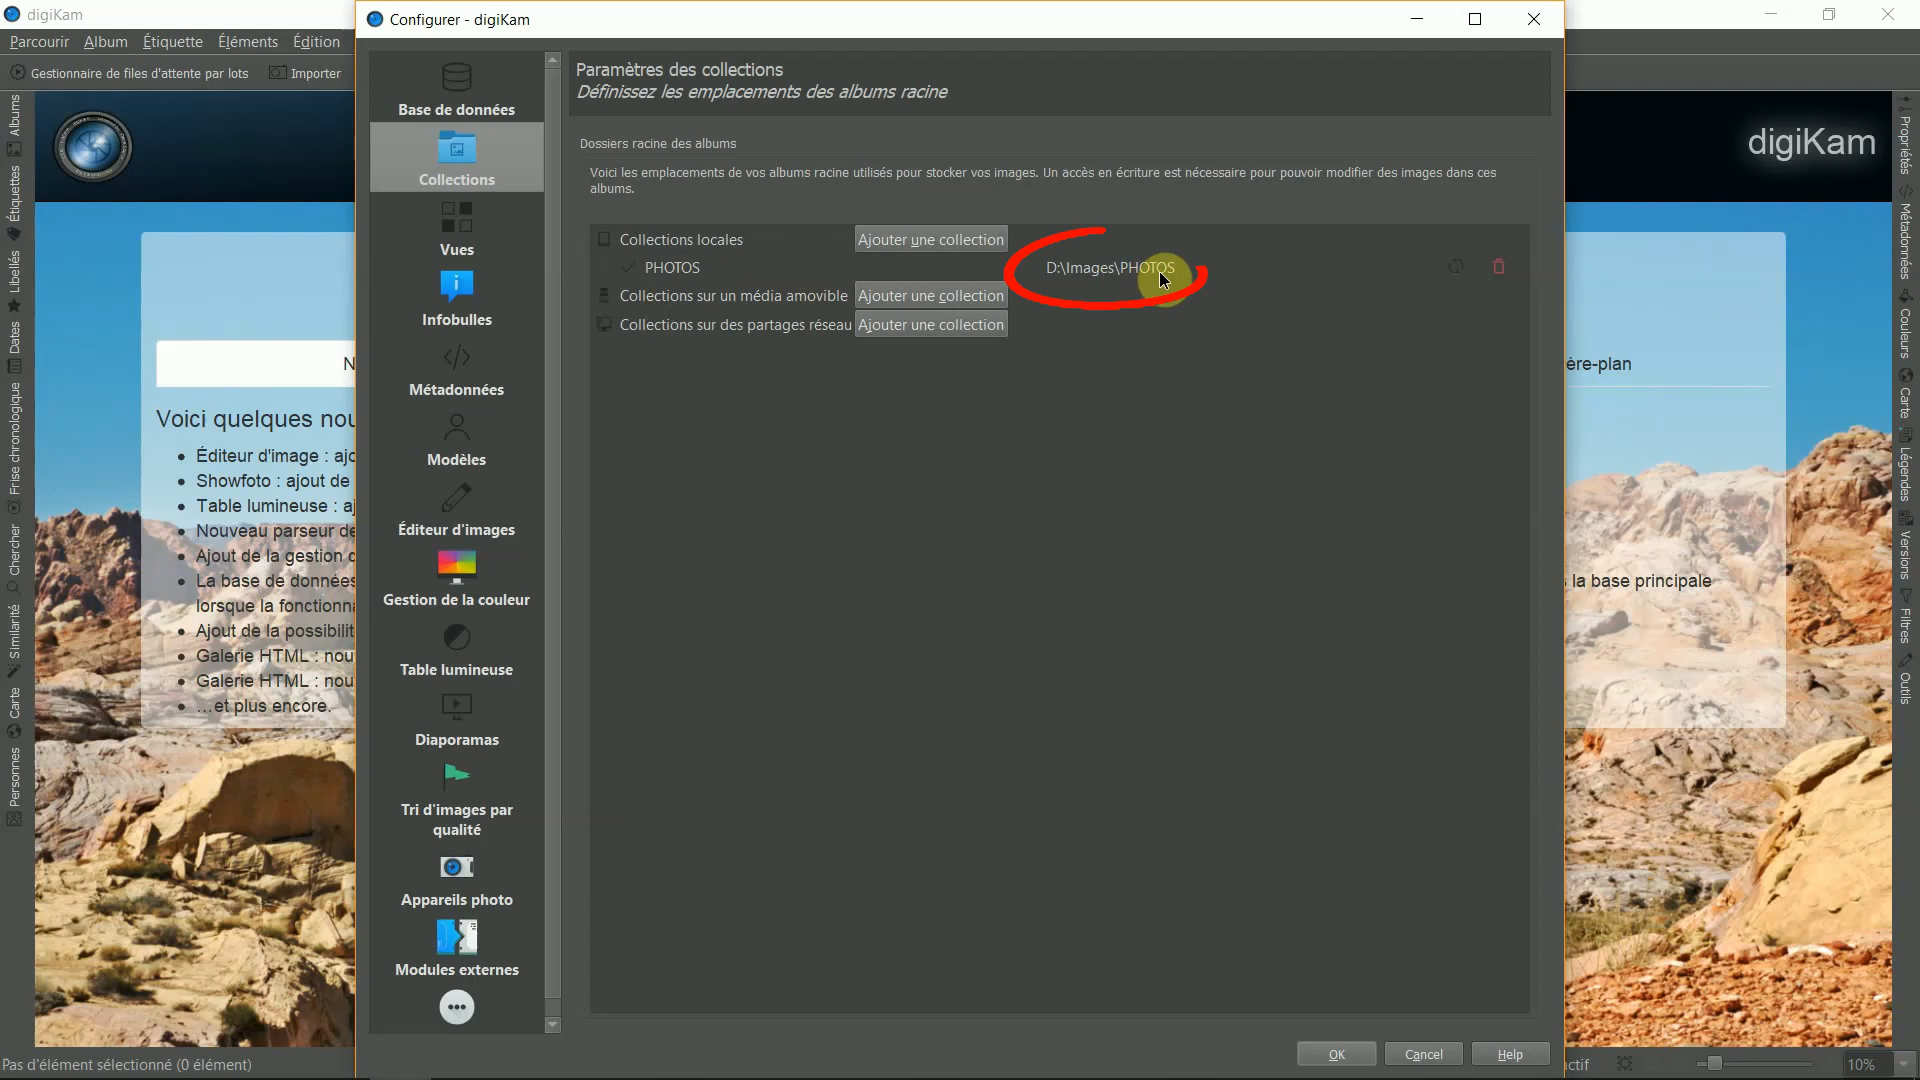 digiKam
Configurer - digiKam
Parcourir Album Étiquette Éléments Édition
Gestionnaire de files d'attente par lots Importer
Albums
Étiquettes
Libellés
Dates
Frise chronologique
Chercher
Similarité
Carte
Personnes
Voici quelques nou
Éditeur d'image : ajo
Showfoto : ajout de
Table lumineuse : aj
Nouveau parseur de
Ajout de la gestion d
La base de données
lorsque la fonctionna
Ajout de la possibilit
Galerie HTML : nou
Galerie HTML : nou
…et plus encore.
Pas d'élément sélectionné (0 élément)
Base de données
Collections
Vues
Infobulles
Métadonnées
Modèles
Éditeur d'images
Gestion de la couleur
Table lumineuse
Diaporamas
Tri d'images par
qualité
Appareils photo
Modules externes
Paramètres des collections
Définissez les emplacements des albums racine
Dossiers racine des albums
Voici les emplacements de vos albums racine utilisés pour stocker vos images. Un accès en écriture est nécessaire pour pouvoir modifier des images dans ces
albums.
Collections locales Ajouter une collection
PHOTOS D:\Images\PHOTOS
Collections sur un média amovible Ajouter une collection
Collections sur des partages réseau Ajouter une collection
OK Cancel Help
digiKam
ère-plan
la base principale
Propriétés
Métadonnées
Couleurs
Carte
Légendes
Versions
Filtres
Outils
actif
10%